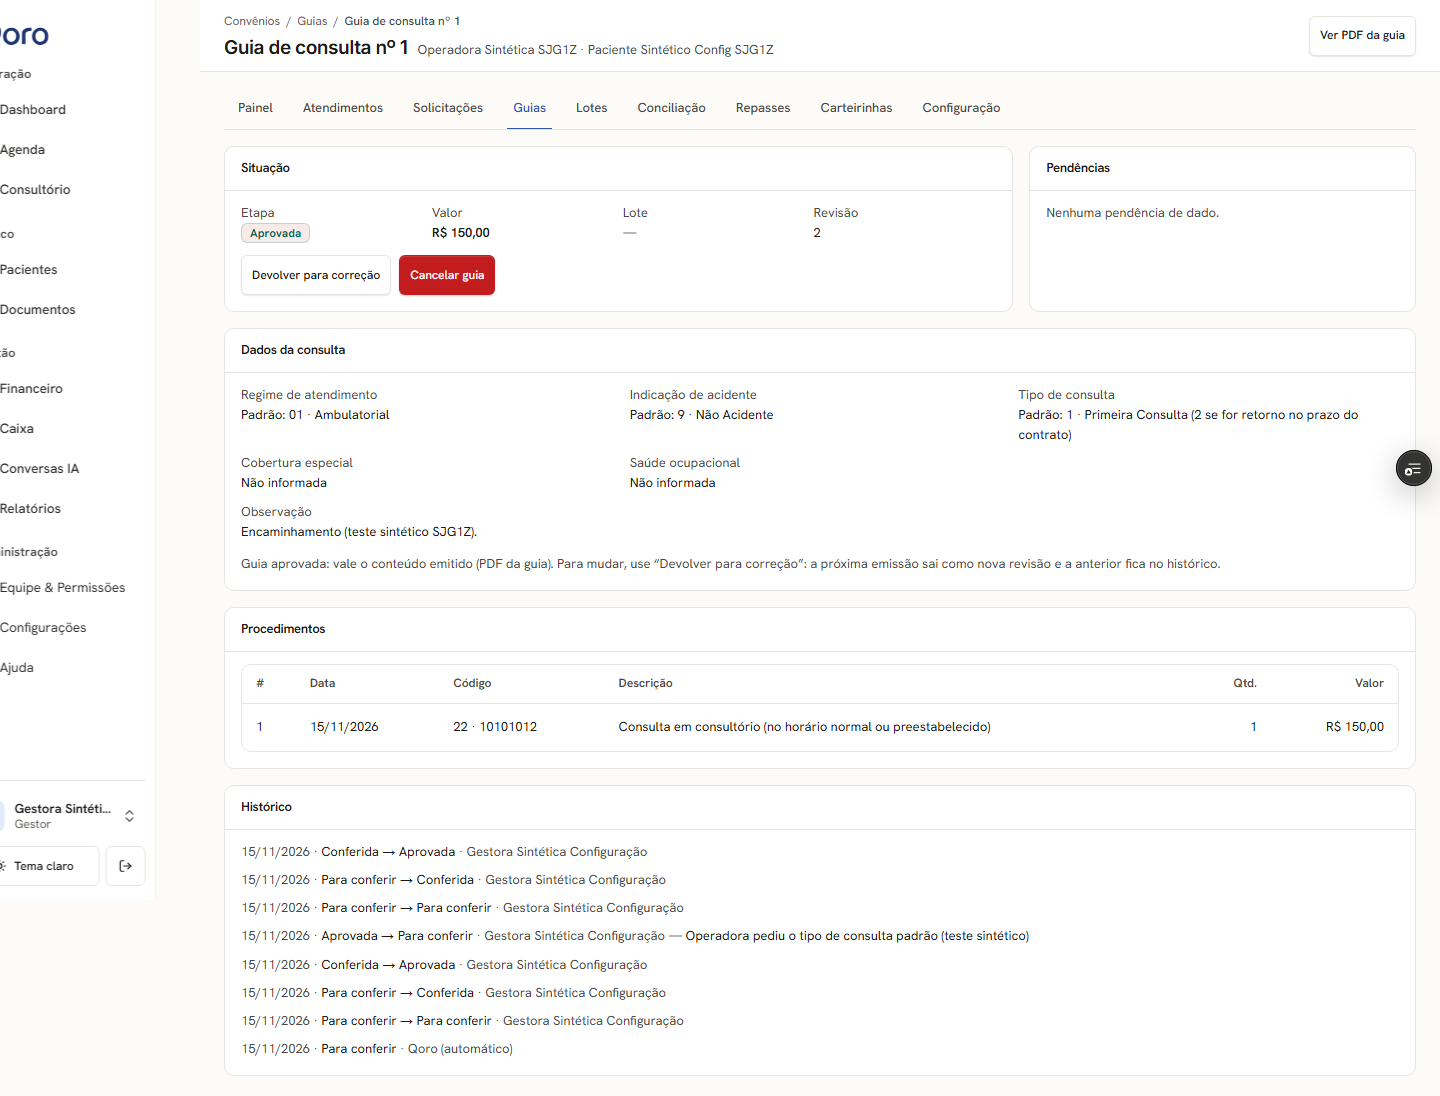 oro
ração
Dashboard
Agenda
Consultório
co
Pacientes
Documentos
tão
Financeiro
Caixa
Conversas IA
Relatórios
inistração
Equipe & Permissões
Configurações
Ajuda
Gestora Sintéti...
Gestor
Tema claro
Convênios / Guias / Guia de consulta nº 1
Guia de consulta nº 1 Operadora Sintética SJG1Z · Paciente Sintético Config SJG1Z
Ver PDF da guia
Painel Atendimentos Solicitações Guias Lotes Conciliação Repasses Carteirinhas Configuração
Situação
Etapa Valor Lote Revisão
Aprovada R$ 150,00 — 2
Devolver para correção Cancelar guia
Pendências
Nenhuma pendência de dado.
Dados da consulta
Regime de atendimento
Padrão: 01 · Ambulatorial
Indicação de acidente
Padrão: 9 · Não Acidente
Tipo de consulta
Padrão: 1 · Primeira Consulta (2 se for retorno no prazo do
contrato)
Cobertura especial
Não informada
Saúde ocupacional
Não informada
Observação
Encaminhamento (teste sintético SJG1Z).
Guia aprovada: vale o conteúdo emitido (PDF da guia). Para mudar, use “Devolver para correção”: a próxima emissão sai como nova revisão e a anterior fica no histórico.
Procedimentos
# Data Código Descrição Qtd. Valor
1 15/11/2026 22 · 10101012 Consulta em consultório (no horário normal ou preestabelecido) 1 R$ 150,00
Histórico
15/11/2026 · Conferida → Aprovada · Gestora Sintética Configuração
15/11/2026 · Para conferir → Conferida · Gestora Sintética Configuração
15/11/2026 · Para conferir → Para conferir · Gestora Sintética Configuração
15/11/2026 · Aprovada → Para conferir · Gestora Sintética Configuração — Operadora pediu o tipo de consulta padrão (teste sintético)
15/11/2026 · Conferida → Aprovada · Gestora Sintética Configuração
15/11/2026 · Para conferir → Conferida · Gestora Sintética Configuração
15/11/2026 · Para conferir → Para conferir · Gestora Sintética Configuração
15/11/2026 · Para conferir · Qoro (automático)